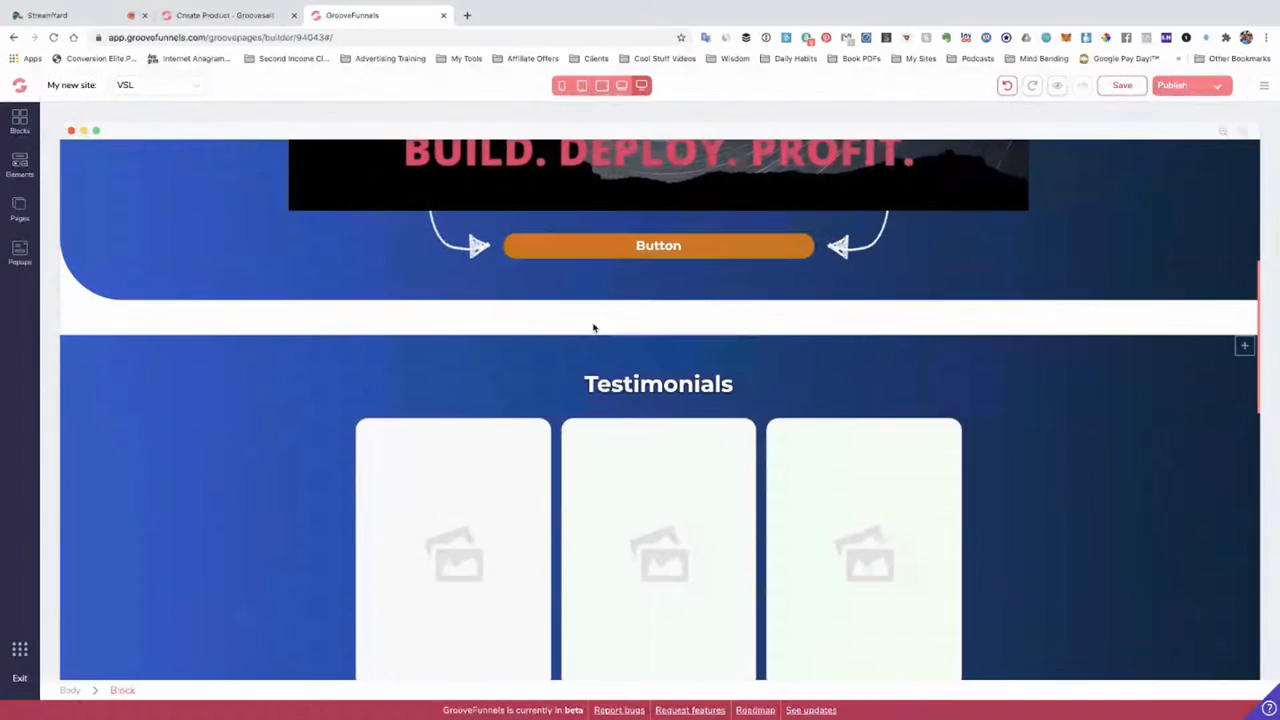 StreamYard
Create Product - Groovesell
GrooveFunnels
app.groovefunnels.com/groovepages/builder/94043#/
Apps
Conversion Elite P...
Internet Anagram...
Second Income Cl...
Advertising Training
My Tools
Affiliate Offers
Clients
Cool Stuff Videos
Wisdom
Daily Habits
Book PDFs
My Sites
Podcasts
Mind Bending
Google Pay Day!™
Other Bookmarks
My new site:
VSL
Save
Publish
Blocks
Elements
Pages
Popups
BUILD. DEPLOY. PROFIT.
Button
Testimonials
Exit
Body
Block
GrooveFunnels is currently in beta
Report bugs
Request features
Roadmap
See updates